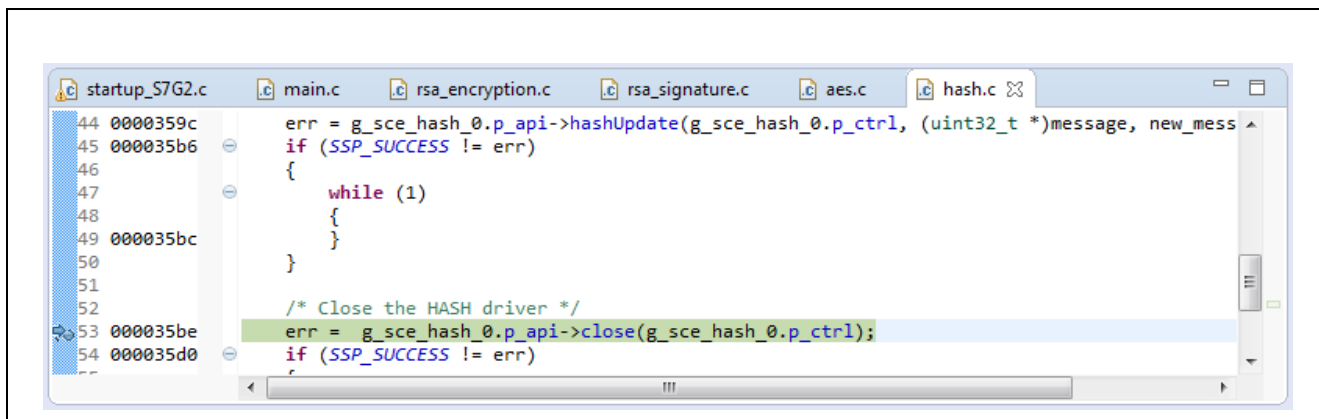 startup_S7G2.c main.c rsa_encryption.c rsa_signature.c aes.c hash.c
44 0000359c err = g_sce_hash_0.p_api->hashUpdate(g_sce_hash_0.p_ctrl, (uint32_t *)message, new_mess
45 000035b6 if (SSP_SUCCESS != err)
46 {
47 while (1)
48 {
49 000035bc }
50 }
51
52 /* Close the HASH driver */
53 000035be err = g_sce_hash_0.p_api->close(g_sce_hash_0.p_ctrl);
54 000035d0 if (SSP_SUCCESS != err)